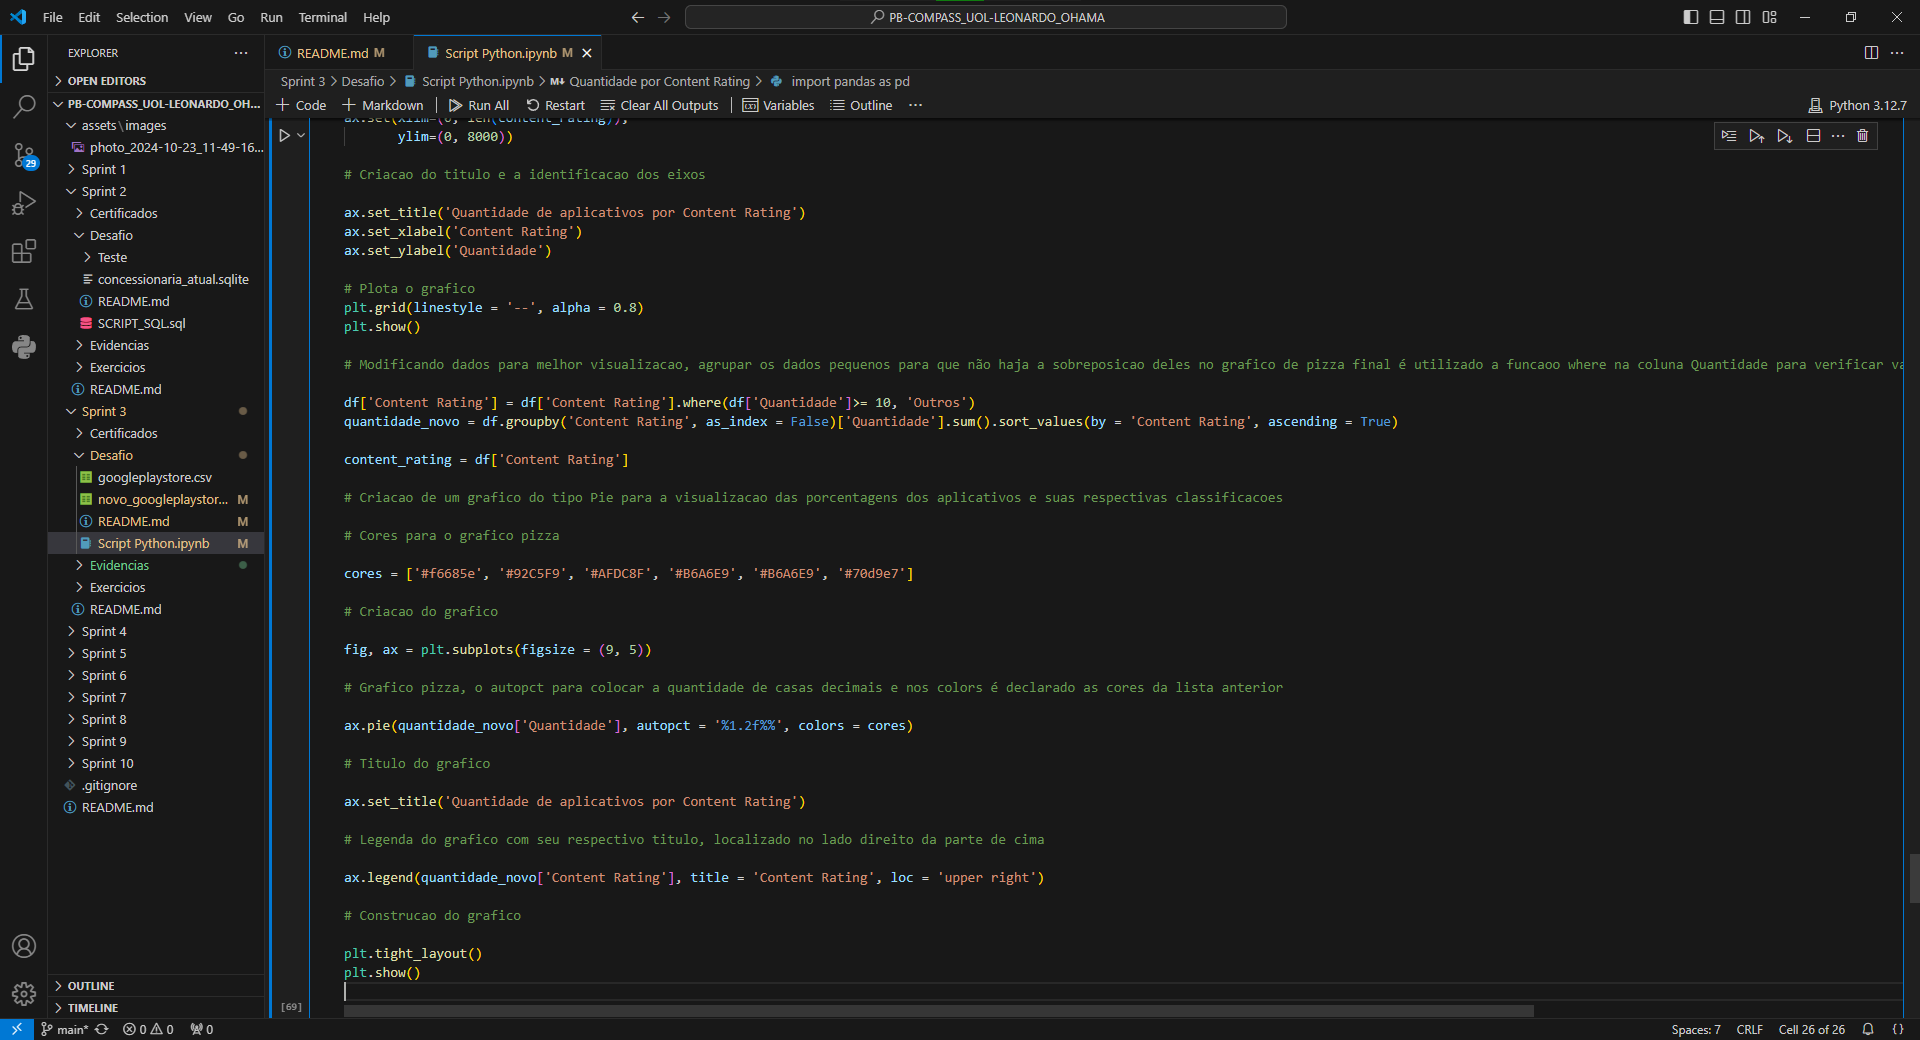 File Edit Selection View Go Run Terminal Help
PB-COMPASS_UOL-LEONARDO_OHAMA
EXPLORER
README.md M
Script Python.ipynb M
Sprint 3 > Desafio > Script Python.ipynb > M↓ Quantidade por Content Rating > import pandas as pd
+ Code + Markdown Run All Restart Clear All Outputs Variables Outline ...
Python 3.12.7
OPEN EDITORS
PB-COMPASS_UOL-LEONARDO_OH...
assets \ images
photo_2024-10-23_11-49-16...
Sprint 1
Sprint 2
Certificados
Desafio
Teste
concessionaria_atual.sqlite
README.md
SCRIPT_SQL.sql
Evidencias
Exercicios
README.md
Sprint 3
Certificados
Desafio
googleplaystore.csv
novo_googleplaystor... M
README.md M
Script Python.ipynb M
Evidencias
Exercicios
README.md
Sprint 4
Sprint 5
Sprint 6
Sprint 7
Sprint 8
Sprint 9
Sprint 10
.gitignore
README.md
OUTLINE
TIMELINE
29
ax.set(xlim=(0, len(content_rating)),
ylim=(0, 8000))
# Criacao do titulo e a identificacao dos eixos
ax.set_title('Quantidade de aplicativos por Content Rating')
ax.set_xlabel('Content Rating')
ax.set_ylabel('Quantidade')
# Plota o grafico
plt.grid(linestyle = '--', alpha = 0.8)
plt.show()
# Modificando dados para melhor visualizacao, agrupar os dados pequenos para que não haja a sobreposicao deles no grafico de pizza final é utilizado a funcaoo where na coluna Quantidade para verificar va
df['Content Rating'] = df['Content Rating'].where(df['Quantidade']>= 10, 'Outros')
quantidade_novo = df.groupby('Content Rating', as_index = False)['Quantidade'].sum().sort_values(by = 'Content Rating', ascending = True)
content_rating = df['Content Rating']
# Criacao de um grafico do tipo Pie para a visualizacao das porcentagens dos aplicativos e suas respectivas classificacoes
# Cores para o grafico pizza
cores = ['#f6685e', '#92C5F9', '#AFDC8F', '#B6A6E9', '#B6A6E9', '#70d9e7']
# Criacao do grafico
fig, ax = plt.subplots(figsize = (9, 5))
# Grafico pizza, o autopct para colocar a quantidade de casas decimais e nos colors é declarado as cores da lista anterior
ax.pie(quantidade_novo['Quantidade'], autopct = '%1.2f%%', colors = cores)
# Titulo do grafico
ax.set_title('Quantidade de aplicativos por Content Rating')
# Legenda do grafico com seu respectivo titulo, localizado no lado direito da parte de cima
ax.legend(quantidade_novo['Content Rating'], title = 'Content Rating', loc = 'upper right')
# Construcao do grafico
plt.tight_layout()
plt.show()
[69]
main* 0 0 0
Spaces: 7 CRLF Cell 26 of 26